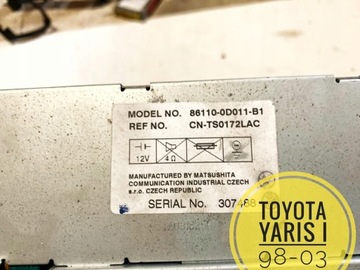 MODEL NO. 86110-0D011-B1
REF NO. CN-TS0172LAC
12V 4Ω
MANUFACTURED BY MATSUSHITA
COMMUNICATION INDUSTRIAL CZECH
s.r.o. CZECH REPUBLIC
SERIAL No.
TOYOTA
YARIS I
98-03